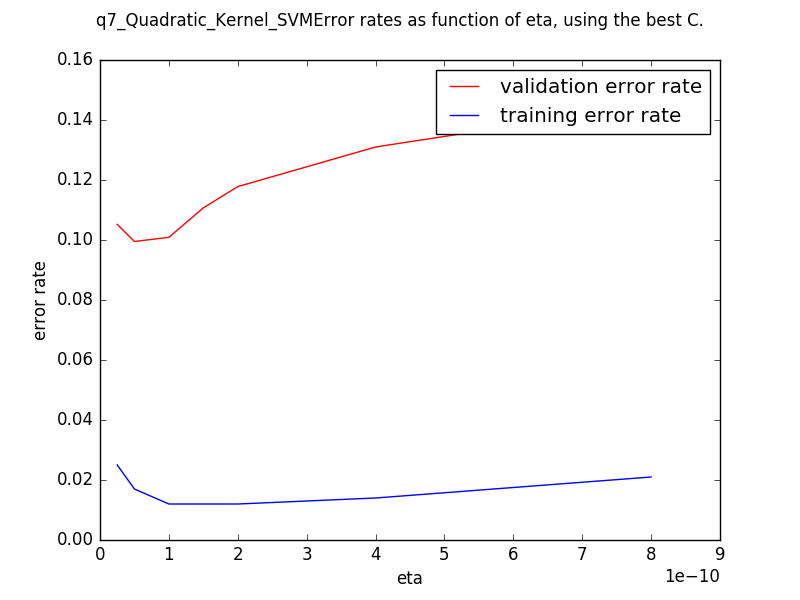 q7_Quadratic_Kernel_SVMError rates as function of eta, using the best C.
0.16
0.14
0.12
0.10
0.08
0.06
0.04
0.02
0.00
error rate
validation error rate
training error rate
0 1 2 3 4 5 6 7 8 9
1e−10
eta